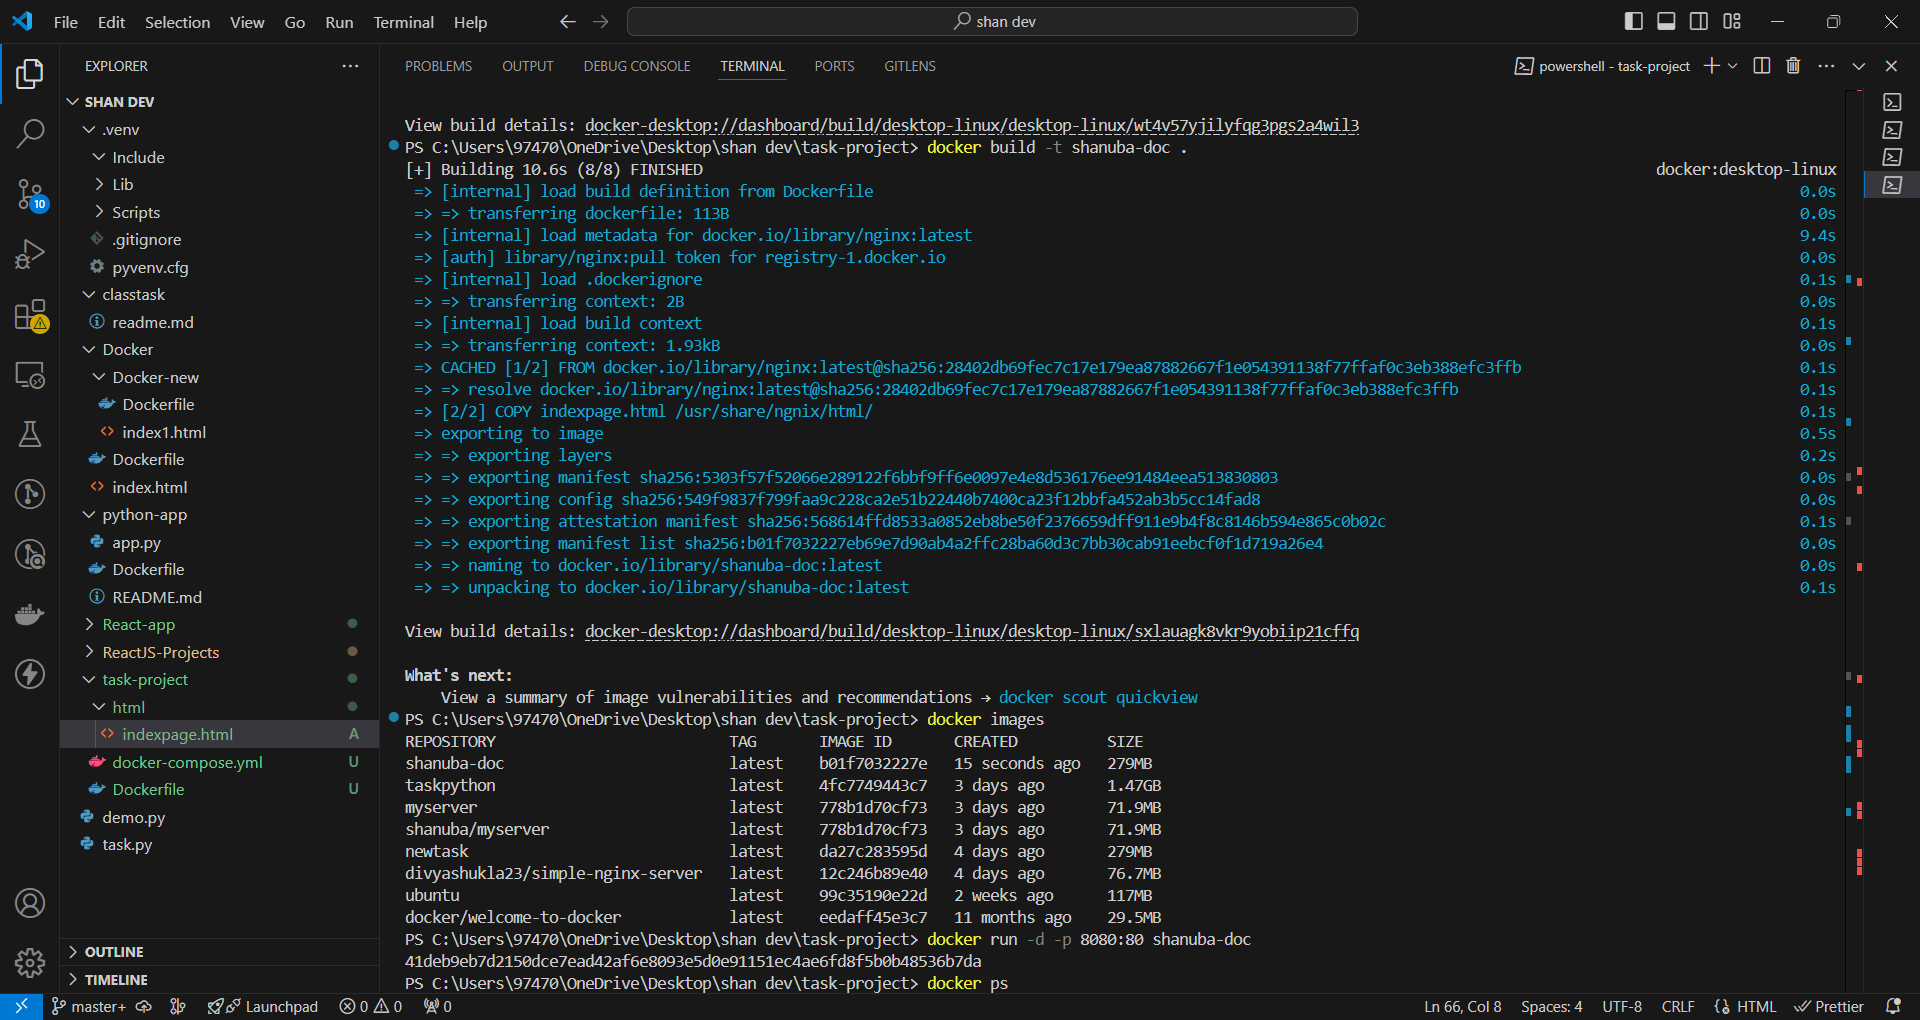 File Edit Selection View Go Run Terminal Help
shan dev
EXPLORER
SHAN DEV
.venv
Include
Lib
Scripts
.gitignore
pyvenv.cfg
classtask
readme.md
Docker
Docker-new
Dockerfile
index1.html
Dockerfile
index.html
python-app
app.py
Dockerfile
README.md
React-app
ReactJS-Projects
task-project
html
indexpage.html A
docker-compose.yml U
Dockerfile U
demo.py
task.py
OUTLINE
TIMELINE
10
PROBLEMS OUTPUT DEBUG CONSOLE TERMINAL PORTS GITLENS
powershell - task-project
View build details: docker-desktop://dashboard/build/desktop-linux/desktop-linux/wt4v57yjilyfqg3pgs2a4wil3
PS C:\Users\97470\OneDrive\Desktop\shan dev\task-project> docker build -t shanuba-doc .
[+] Building 10.6s (8/8) FINISHED docker:desktop-linux
=> [internal] load build definition from Dockerfile 0.0s
=> => transferring dockerfile: 113B 0.0s
=> [internal] load metadata for docker.io/library/nginx:latest 9.4s
=> [auth] library/nginx:pull token for registry-1.docker.io 0.0s
=> [internal] load .dockerignore 0.1s
=> => transferring context: 2B 0.0s
=> [internal] load build context 0.1s
=> => transferring context: 1.93kB 0.0s
=> CACHED [1/2] FROM docker.io/library/nginx:latest@sha256:28402db69fec7c17e179ea87882667f1e054391138f77ffaf0c3eb388efc3ffb 0.1s
=> => resolve docker.io/library/nginx:latest@sha256:28402db69fec7c17e179ea87882667f1e054391138f77ffaf0c3eb388efc3ffb 0.1s
=> [2/2] COPY indexpage.html /usr/share/ngnix/html/ 0.1s
=> exporting to image 0.5s
=> => exporting layers 0.2s
=> => exporting manifest sha256:5303f57f52066e289122f6bbf9ff6e0097e4e8d536176ee91484eea513830803 0.0s
=> => exporting config sha256:549f9837f799faa9c228ca2e51b22440b7400ca23f12bbfa452ab3b5cc14fad8 0.0s
=> => exporting attestation manifest sha256:568614ffd8533a0852eb8be50f2376659dff911e9b4f8c8146b594e865c0b02c 0.1s
=> => exporting manifest list sha256:b01f7032227eb69e7d90ab4a2ffc28ba60d3c7bb30cab91eebcf0f1d719a26e4 0.0s
=> => naming to docker.io/library/shanuba-doc:latest 0.0s
=> => unpacking to docker.io/library/shanuba-doc:latest 0.1s
View build details: docker-desktop://dashboard/build/desktop-linux/desktop-linux/sxlauagk8vkr9yobiip21cffq
What's next:
View a summary of image vulnerabilities and recommendations → docker scout quickview
PS C:\Users\97470\OneDrive\Desktop\shan dev\task-project> docker images
REPOSITORY TAG IMAGE ID CREATED SIZE
shanuba-doc latest b01f7032227e 15 seconds ago 279MB
taskpython latest 4fc7749443c7 3 days ago 1.47GB
myserver latest 778b1d70cf73 3 days ago 71.9MB
shanuba/myserver latest 778b1d70cf73 3 days ago 71.9MB
newtask latest da27c283595d 4 days ago 279MB
divyashukla23/simple-nginx-server latest 12c246b89e40 4 days ago 76.7MB
ubuntu latest 99c35190e22d 2 weeks ago 117MB
docker/welcome-to-docker latest eedaff45e3c7 11 months ago 29.5MB
PS C:\Users\97470\OneDrive\Desktop\shan dev\task-project> docker run -d -p 8080:80 shanuba-doc
41deb9eb7d2150dce7ead42af6e8093e5d0e91151ec4ae6fd8f5b0b48536b7da
PS C:\Users\97470\OneDrive\Desktop\shan dev\task-project> docker ps
master+ Launchpad 0 0 0 Ln 66, Col 8 Spaces: 4 UTF-8 CRLF HTML Prettier